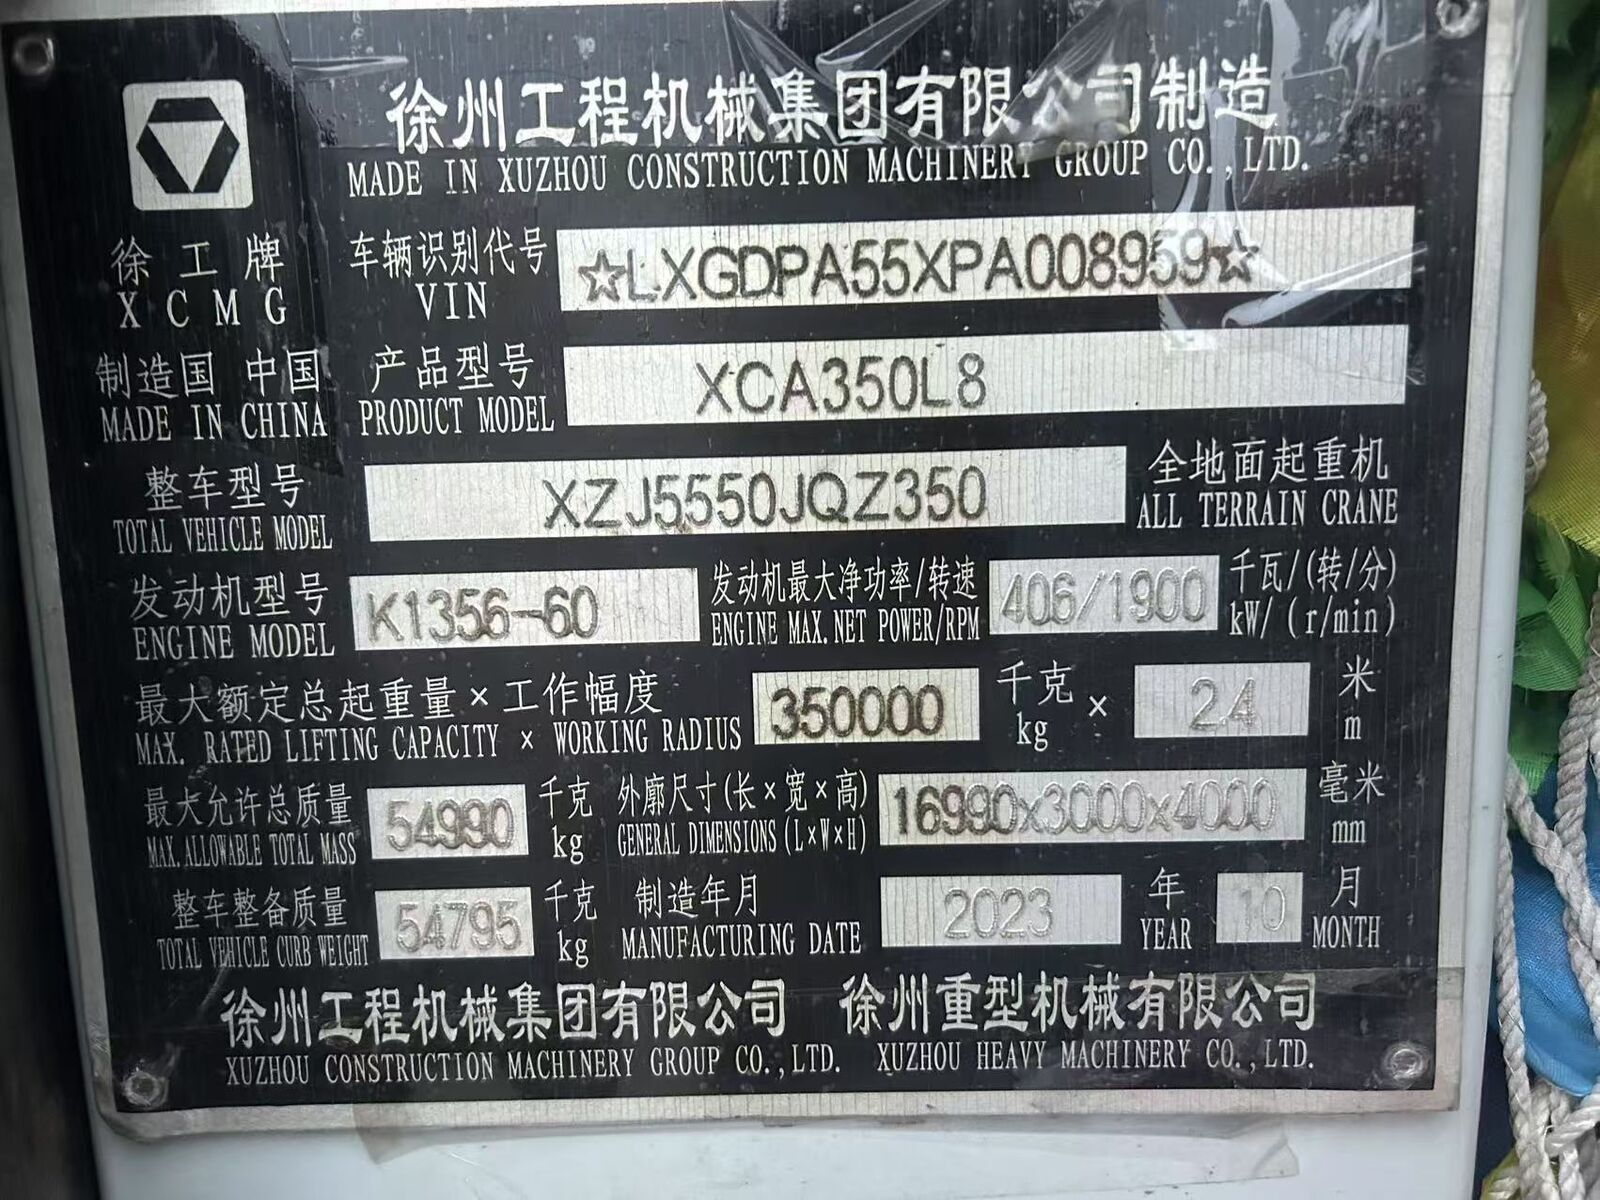 徐州工程机械集团有限公司制造
MADE IN XUZHOU CONSTRUCTION MACHINERY GROUP CO.,LTD.
徐工牌
XCMG
车辆识别代号
VIN
☆LXGDPA55XPA008959☆
制造国 中国
MADE IN CHINA
产品型号
PRODUCT MODEL
XCA350L8
整车型号
TOTAL VEHICLE MODEL
XZJ5550JQZ350
全地面起重机
ALL TERRAIN CRANE
发动机型号
ENGINE MODEL
K1356-60
发动机最大净功率/转速
ENGINE MAX.NET POWER/RPM
406/1900
千瓦/(转/分)
kW/(r/min)
最大额定总起重量×工作幅度
MAX. RATED LIFTING CAPACITY × WORKING RADIUS
350000
千克
kg
×
2.4
米
m
最大允许总质量
MAX.ALLOWABLE TOTAL MASS
54990
千克
kg
外廓尺寸(长×宽×高)
GENERAL DIMENSIONS(L×W×H)
16990x3000x4000
毫米
mm
整车整备质量
TOTAL VEHICLE CURB WEIGHT
54795
千克
kg
制造年月
MANUFACTURING DATE
2023
年
YEAR
10
月
MONTH
徐州工程机械集团有限公司 徐州重型机械有限公司
XUZHOU CONSTRUCTION MACHINERY GROUP CO.,LTD. XUZHOU HEAVY MACHINERY CO.,LTD.